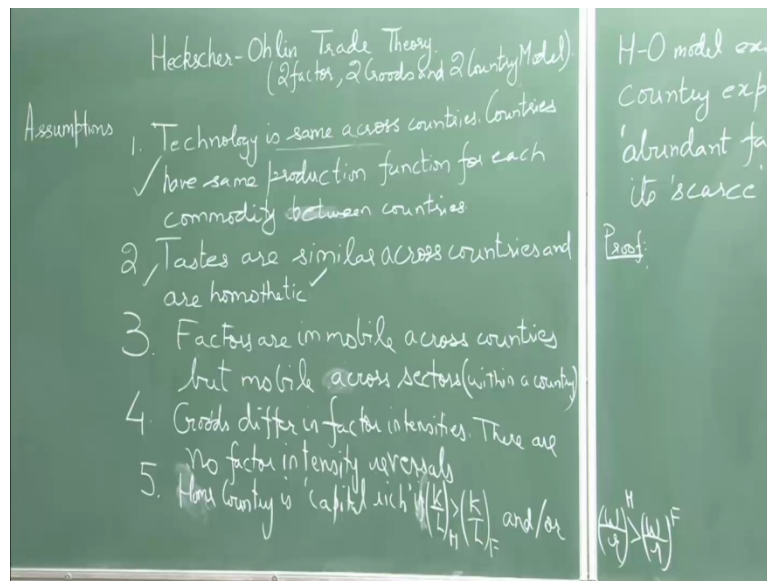 Heckscher-Ohlin Trade Theory.
(2 factor, 2 Goods and 2 Country Model).
Assumptions
1. Technology is same across countries. Countries
have same production function for each
commodity between countries
2, Tastes are similar across countries and
are homothetic
3. Factors are immobile across countries
but mobile across sectors (within a country)
4 Goods differ in factor intensities. There are
No factor intensity reversals
5. Home Country is 'capital rich' if (K/L)_H > (K/L)_F and/or (w/r)^H > (w/r)^F
H-O model ex
country exp
'abundant fa
its 'scarce'
Proof: